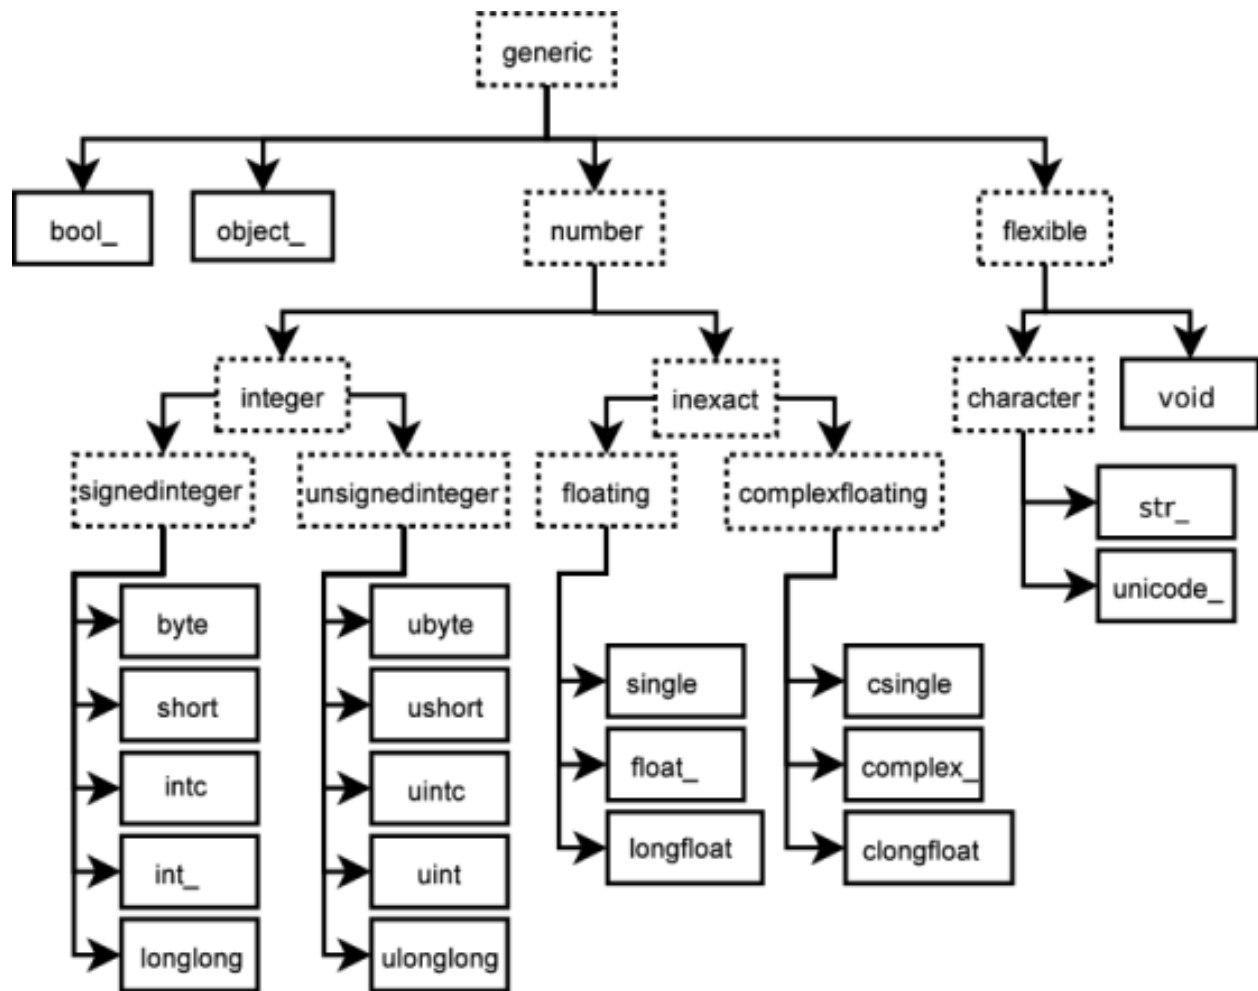 generic
bool_
object_
number
flexible
integer
inexact
character
void
signedinteger
unsignedinteger
floating
complexfloating
str_
unicode_
byte
ubyte
single
csingle
short
ushort
float_
complex_
intc
uintc
longfloat
clongfloat
int_
uint
longlong
ulonglong